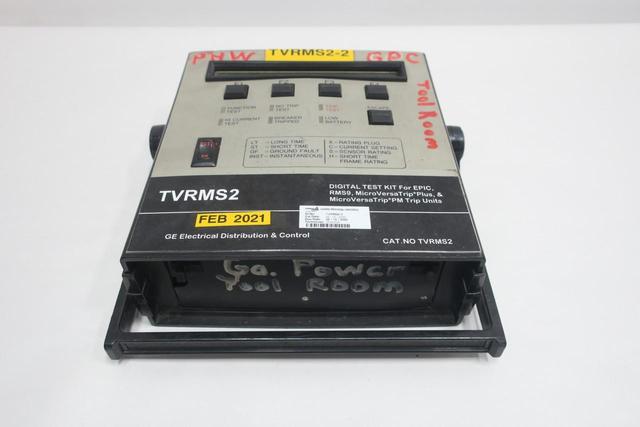 PHW
TVRMS2-2
GPC
Tool Room
F1
F2
F3
F4
FUNCTION TEST
NO TRIP TEST
TRIP TEST
ESCAPE
HI CURRENT TEST
BREAKER TRIPPED
LOW BATTERY
LT – LONG TIME
ST – SHORT TIME
GF – GROUND FAULT
INST – INSTANTANEOUS
X – RATING PLUG
C – CURRENT SETTING
S – SENSOR RATING
H – SHORT TIME
FRAME RATING
TVRMS2
DIGITAL TEST KIT For EPIC,
RMS9, MicroVersaTrip*Plus, &
MicroVersaTrip*PM Trip Units
FEB 2021
GE Electrical Distribution & Control
CAT.NO TVRMS2
Ga. Power
Tool Room